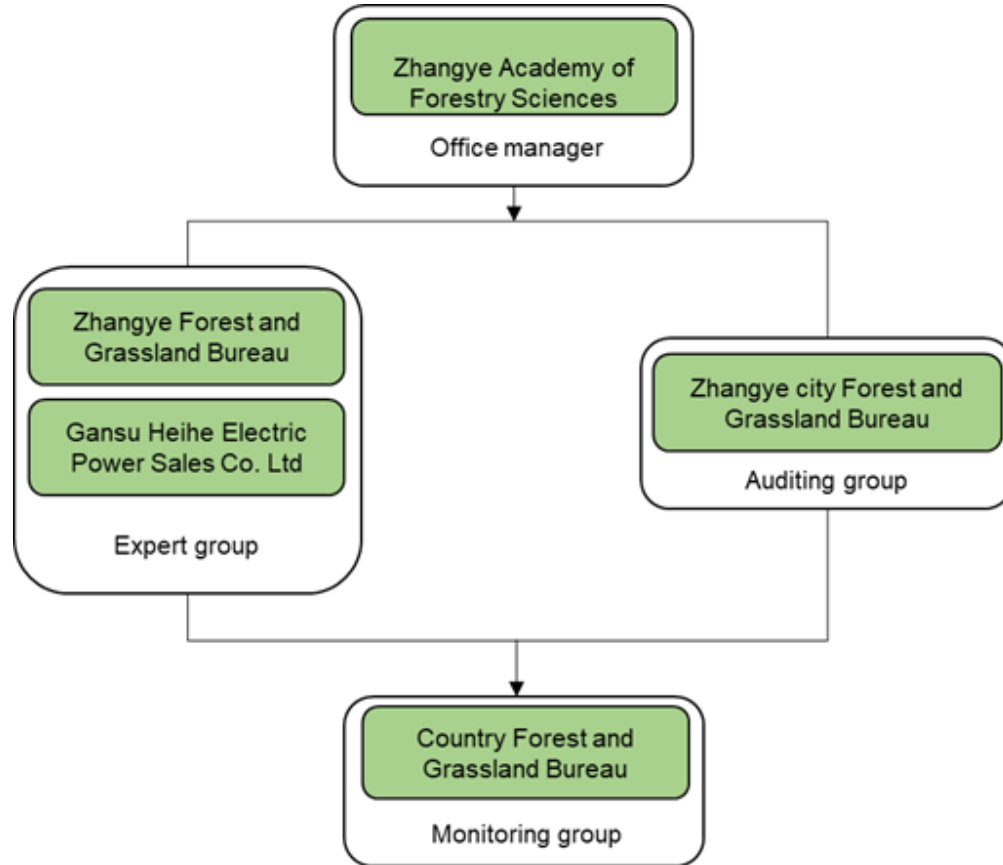 Zhangye Academy of
Forestry Sciences
Office manager
Zhangye Forest and
Grassland Bureau
Gansu Heihe Electric
Power Sales Co. Ltd
Expert group
Zhangye city Forest and
Grassland Bureau
Auditing group
Country Forest and
Grassland Bureau
Monitoring group